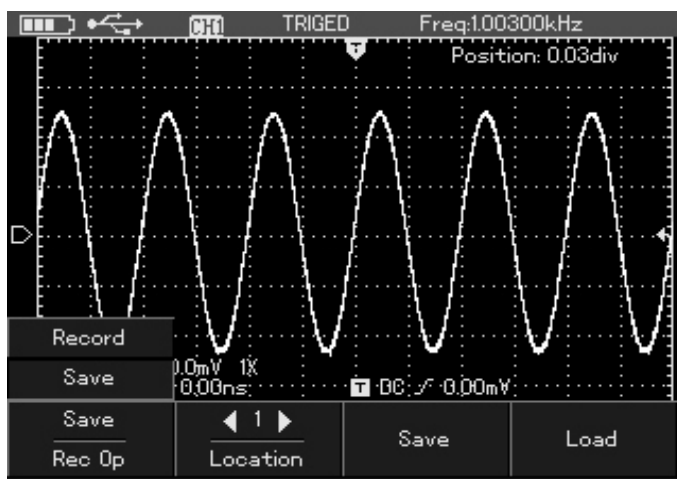 CH1 TRIGED Freq:1.00300kHz
T
Position: 0.03div
Record
Save
0.0mV 1X
0.00ns T DC 0.00mV
Save
Rec Op
1
Location
Save
Load